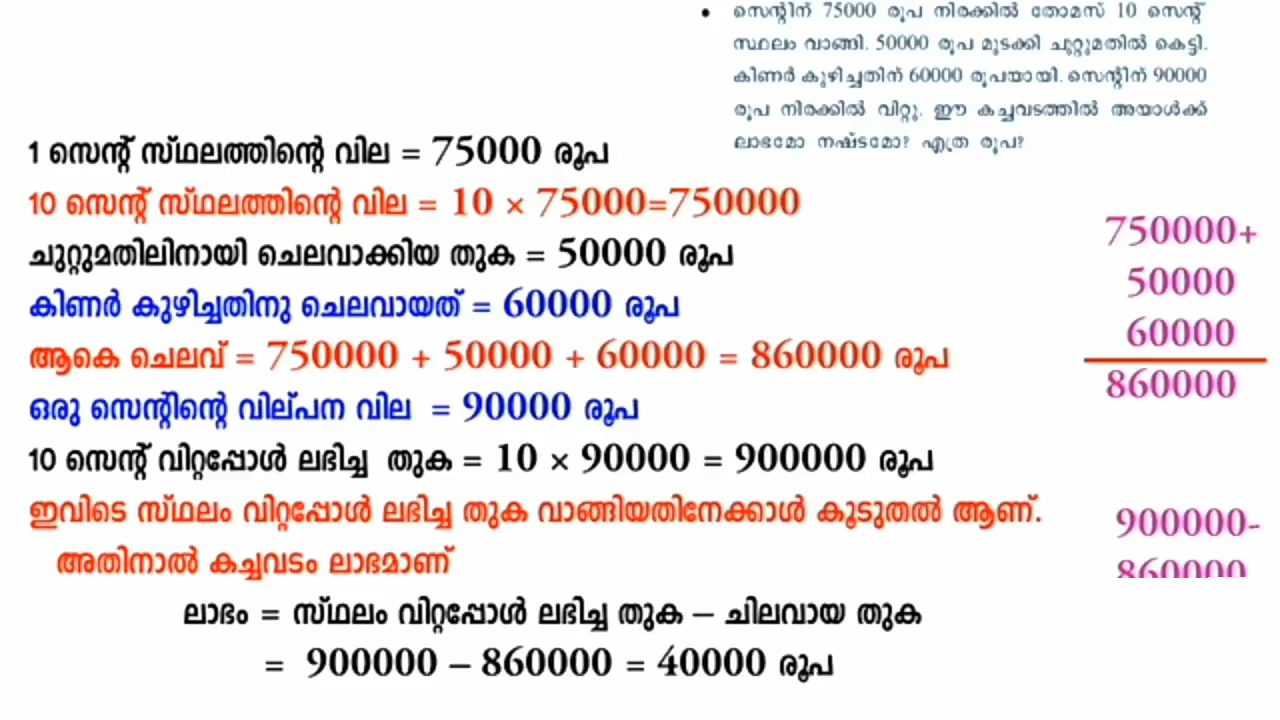 • സെന്റിന് 75000 രൂപ നിരക്കിൽ തോമസ് 10 സെന്റ്
സ്ഥലം വാങ്ങി. 50000 രൂപ മുടക്കി ചുറ്റുമതിൽ കെട്ടി.
കിണർ കുഴിച്ചതിന് 60000 രൂപയായി. സെന്റിന് 90000
രൂപ നിരക്കിൽ വിറ്റു. ഈ കച്ചവടത്തിൽ അയാൾക്ക്
ലാഭമോ നഷ്ടമോ? എത്ര രൂപ?
1 സെന്റ് സ്ഥലത്തിന്റെ വില = 75000 രൂപ
10 സെന്റ് സ്ഥലത്തിന്റെ വില = 10 × 75000=750000
ചുറ്റുമതിലിനായി ചെലവാക്കിയ തുക = 50000 രൂപ
കിണർ കുഴിച്ചതിനു ചെലവായത് = 60000 രൂപ
ആകെ ചെലവ് = 750000 + 50000 + 60000 = 860000 രൂപ
ഒരു സെന്റിന്റെ വില്പന വില = 90000 രൂപ
10 സെന്റ് വിറ്റപ്പോൾ ലഭിച്ച തുക = 10 × 90000 = 900000 രൂപ
ഇവിടെ സ്ഥലം വിറ്റപ്പോൾ ലഭിച്ച തുക വാങ്ങിയതിനേക്കാൾ കൂടുതൽ ആണ്.
അതിനാൽ കച്ചവടം ലാഭമാണ്
ലാഭം = സ്ഥലം വിറ്റപ്പോൾ ലഭിച്ച തുക – ചിലവായ തുക
= 900000 – 860000 = 40000 രൂപ
750000+
50000
60000
860000
900000-
860000